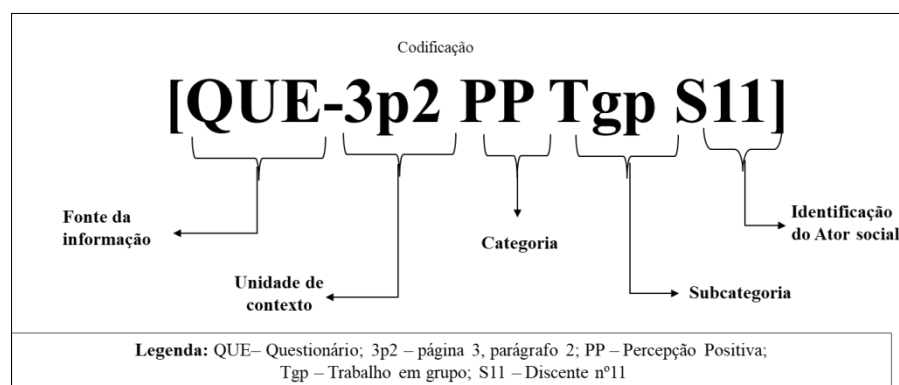 Codificação
[QUE-3p2 PP Tgp S11]
Fonte da
informação
Unidade de
contexto
Categoria
Subcategoria
Identificação
do Ator social
Legenda: QUE– Questionário; 3p2 – página 3, parágrafo 2; PP – Percepção Positiva;
Tgp – Trabalho em grupo; S11 – Discente nº11